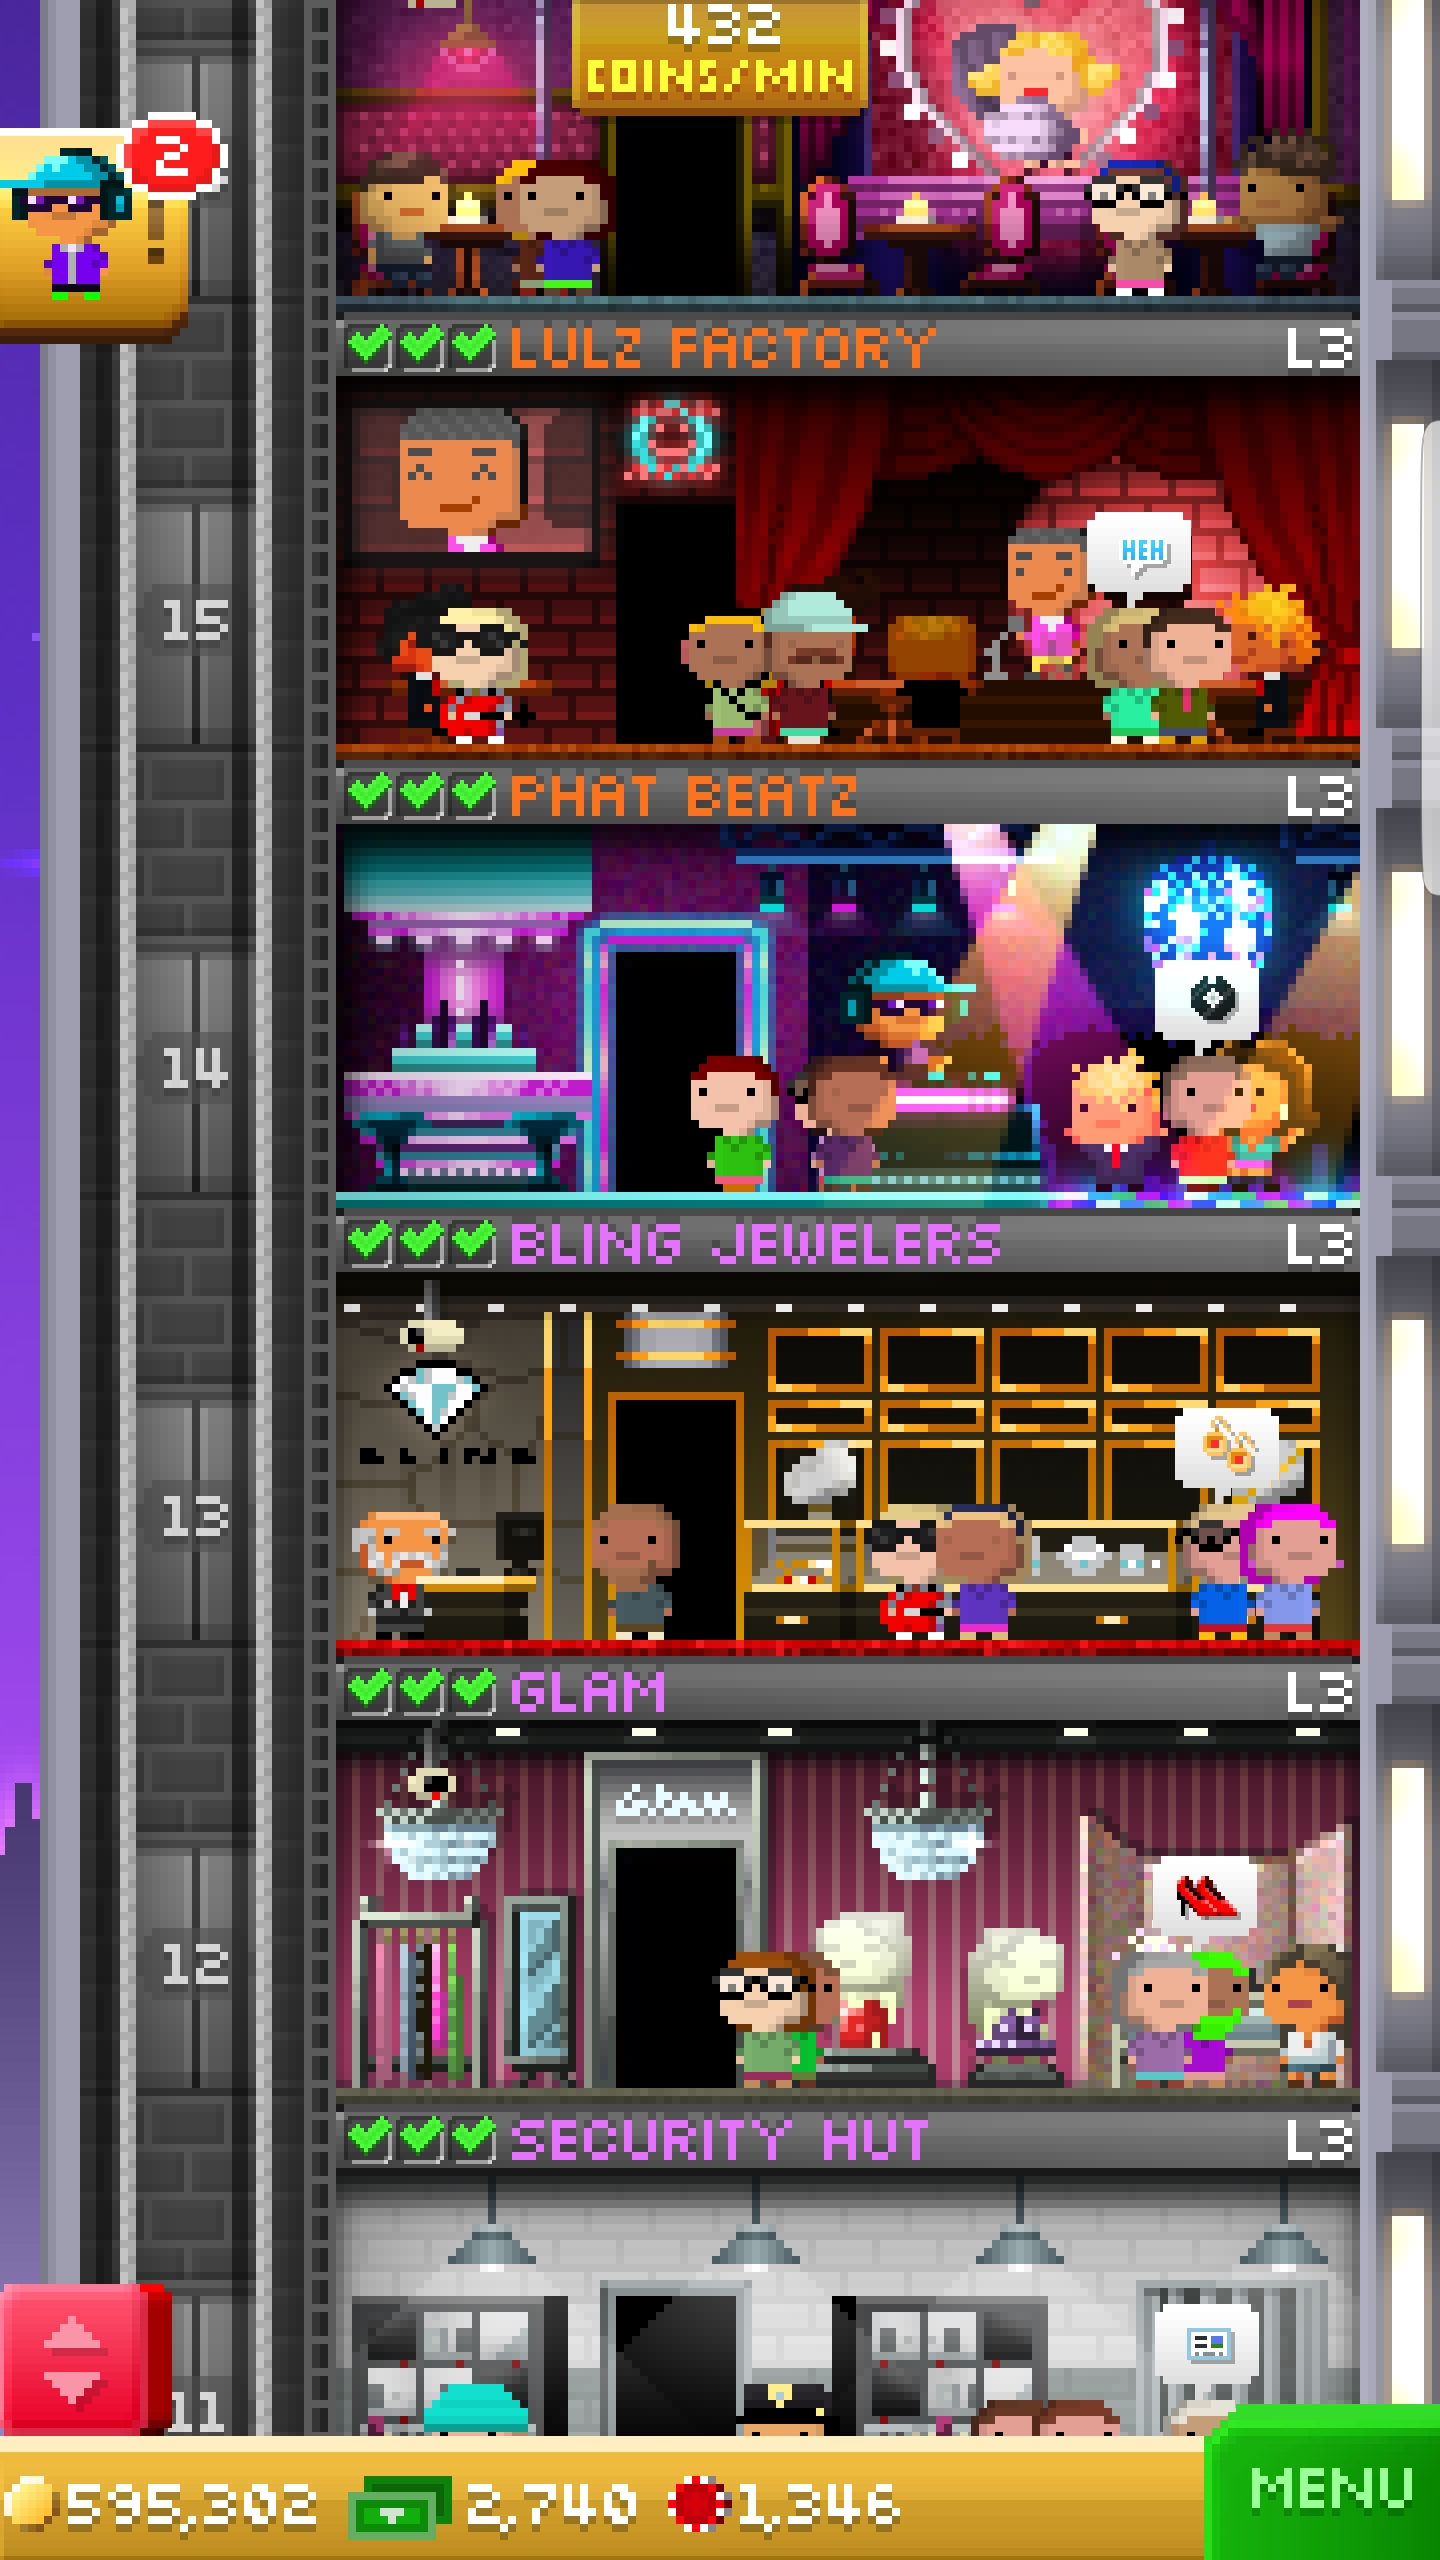 432
COINS/MIN
2
!
LULZ FACTORY L3
HEH
15
PHAT BEATZ L3
14
BLING JEWELERS L3
BLING
13
GLAM L3
Glam
12
SECURITY HUT L3
11
595,302 2,740 1,346
MENU